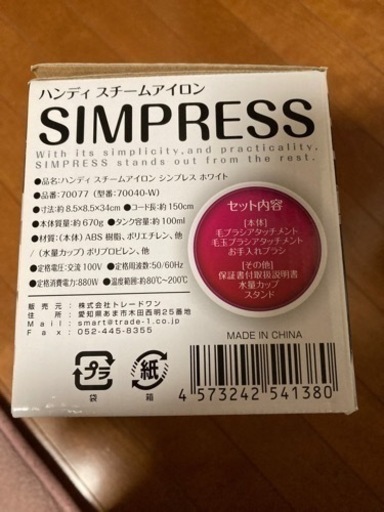 ハンディ スチームアイロン
SIMPRESS
With its simplicity,and practicality.
SIMPRESS stands out from the rest.
●品名:ハンディ スチームアイロン シンプレス ホワイト
●品番:70077 (型番:70040-W)
●寸法:約8.5×8.5×34cm ●コード長:約150cm
●本体質量:約670g ●タンク容量:約100ml
●材質:〈本体〉ABS 樹脂、ポリエチレン、他
/〈水量カップ〉ポリプロピレン、他
●定格電圧:交流100V ●定格周波数:50/60Hz
●定格消費電力:880W ●温度範囲:約80℃~200℃
セット内容
[本体]
毛ブラシアタッチメント
毛玉ブラシアタッチメント
お手入れブラシ
[その他]
保証書付取扱説明書
水量カップ
スタンド
販売元:株式会社トレードワン
住所:愛知県あま市木田西明25番地
Mail:smart@trade-1.co.jp
Fax:052-445-8355
プラ
袋
紙
箱
MADE IN CHINA
4 573242 541380